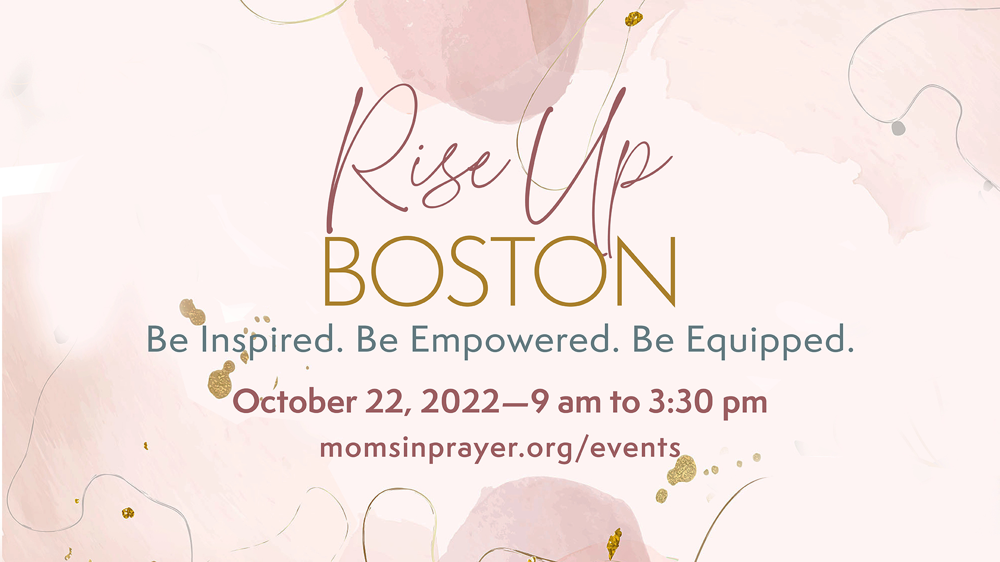 Rise Up
BOSTON
Be Inspired. Be Empowered. Be Equipped.
October 22, 2022—9 am to 3:30 pm
momsinprayer.org/events